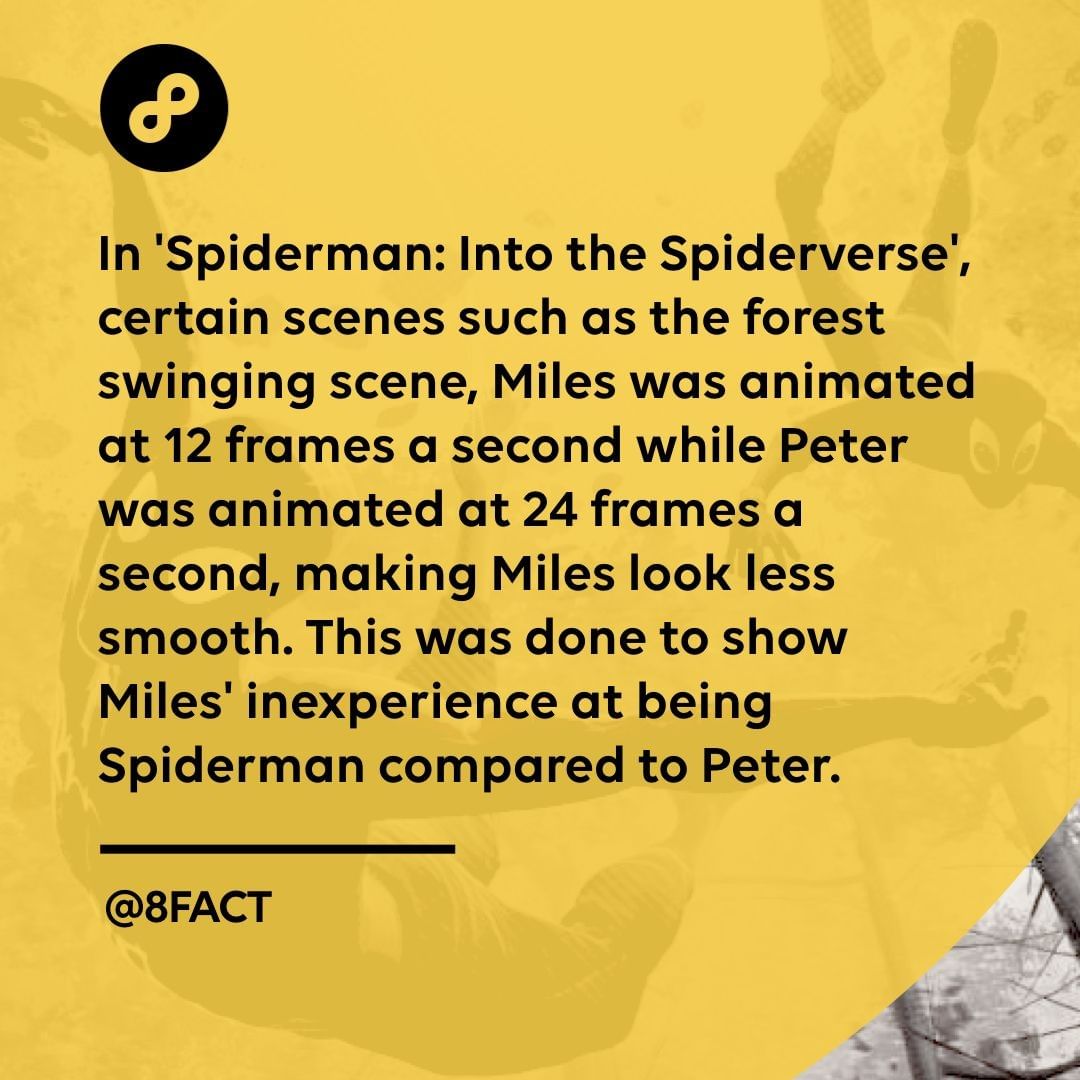 In 'Spiderman: Into the Spiderverse',
certain scenes such as the forest
swinging scene, Miles was animated
at 12 frames a second while Peter
was animated at 24 frames a
second, making Miles look less
smooth. This was done to show
Miles' inexperience at being
Spiderman compared to Peter.
@8FACT